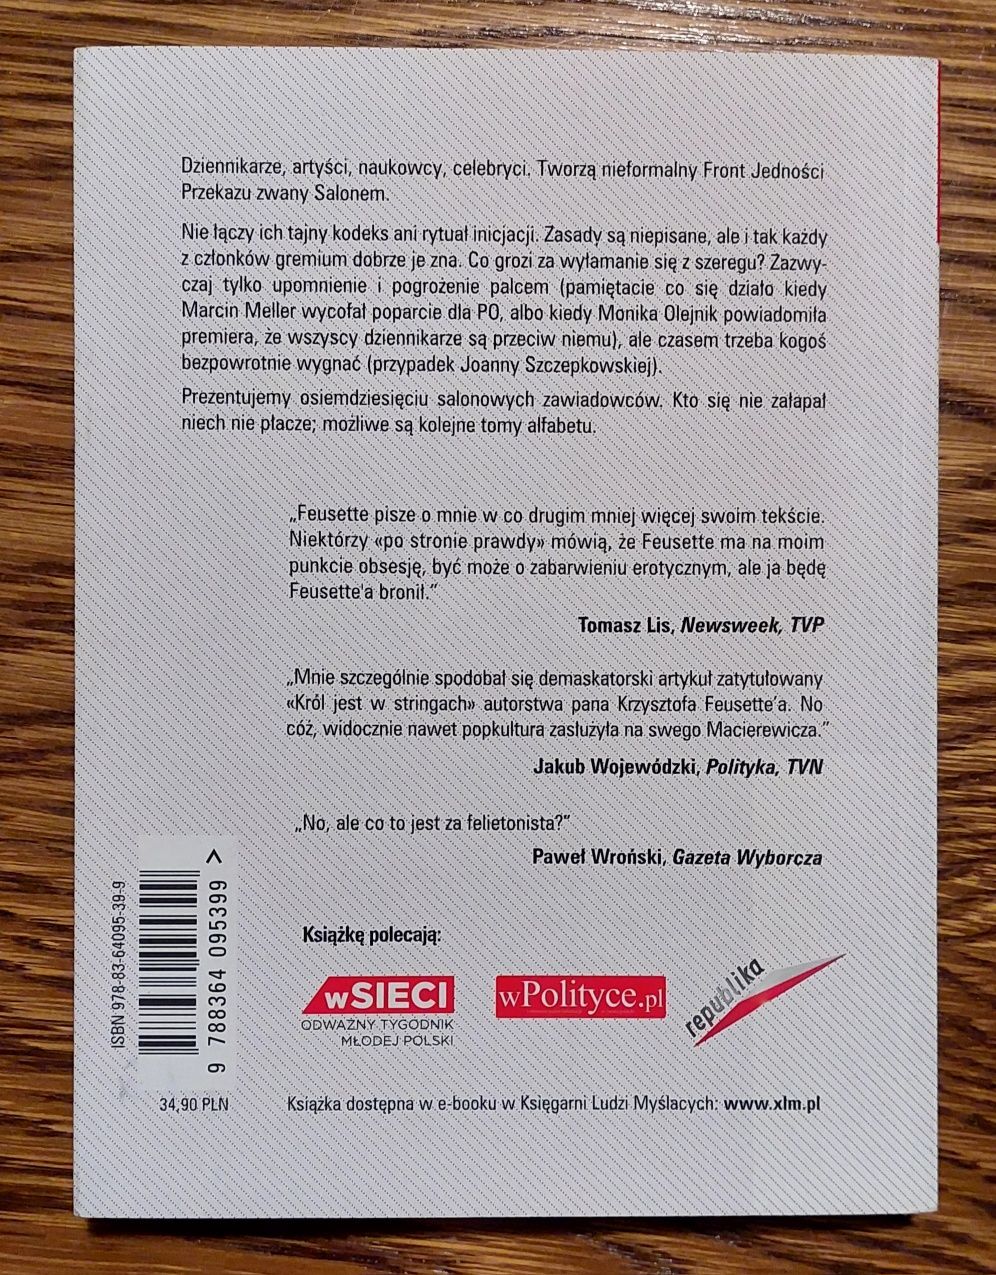 Dziennikarze, artyści, naukowcy, celebryci. Tworzą nieformalny Front Jedności
Przekazu zwany Salonem.
Nie łączy ich tajny kodeks ani rytuał inicjacji. Zasady są niepisane, ale i tak każdy
z członków gremium dobrze je zna. Co grozi za wyłamanie się z szeregu? Zazwy-
czaj tylko upomnienie i pogrożenie palcem (pamiętacie co się działo kiedy
Marcin Meller wycofał poparcie dla PO, albo kiedy Monika Olejnik powiadomiła
premiera, że wszyscy dziennikarze są przeciw niemu), ale czasem trzeba kogoś
bezpowrotnie wygnać (przypadek Joanny Szczepkowskiej).
Prezentujemy osiemdziesięciu salonowych zawiadowców. Kto się nie załapał
niech nie płacze; możliwe są kolejne tomy alfabetu.
„Feusette pisze o mnie w co drugim mniej więcej swoim tekście.
Niektórzy «po stronie prawdy» mówią, że Feusette ma na moim
punkcie obsesję, być może o zabarwieniu erotycznym, ale ja będę
Feusette'a bronił.”
Tomasz Lis, Newsweek, TVP
„Mnie szczególnie spodobał się demaskatorski artykuł zatytułowany
«Król jest w stringach» autorstwa pana Krzysztofa Feusette′a. No
cóż, widocznie nawet popkultura zasłużyła na swego Macierewicza.”
Jakub Wojewódzki, Polityka, TVN
„No, ale co to jest za felietonista?”
Paweł Wroński, Gazeta Wyborcza
Książkę polecają:
wSIECI
ODWAŻNY TYGODNIK
MŁODEJ POLSKI
wPolityce.pl
republika
ISBN 978-83-64095-39-9
9 788364 095399 >
34,90 PLN
Książka dostępna w e-booku w Księgarni Ludzi Myślacych: www.xlm.pl